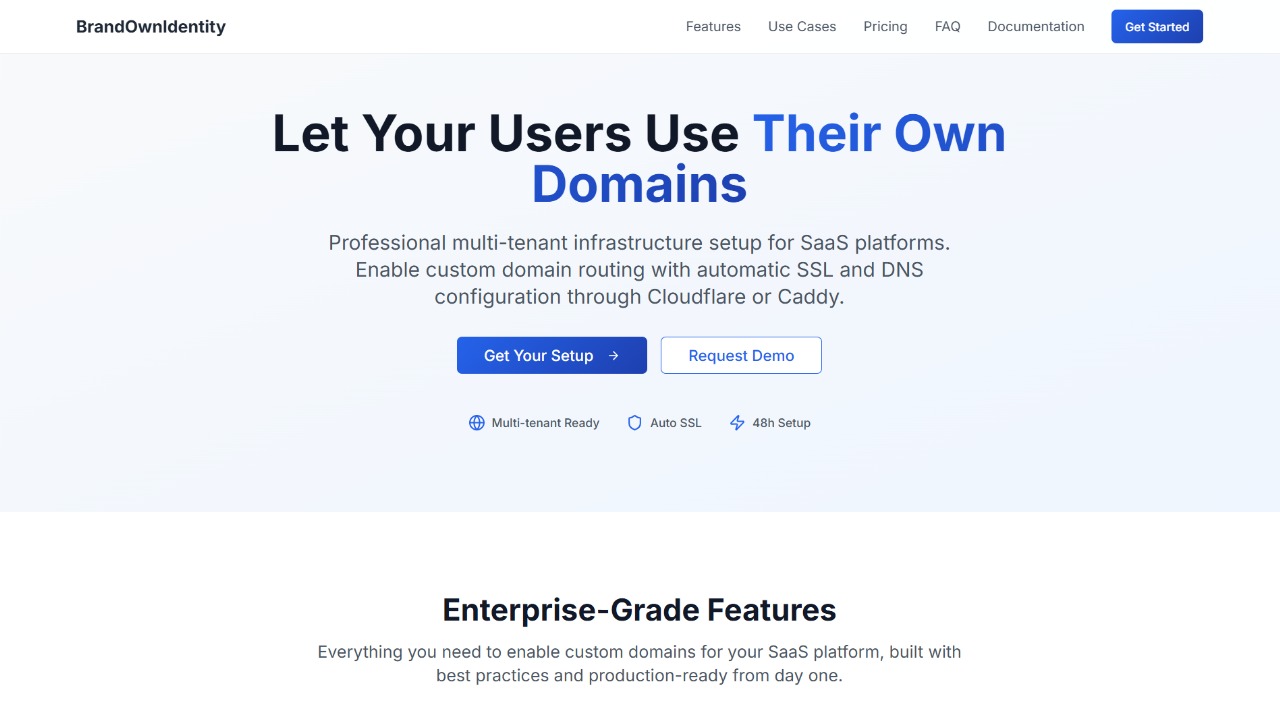 BrandOwnIdentity
Features
Use Cases
Pricing
FAQ
Documentation
Get Started
Let Your Users Use Their Own
Domains
Professional multi-tenant infrastructure setup for SaaS platforms.
Enable custom domain routing with automatic SSL and DNS
configuration through Cloudflare or Caddy.
Get Your Setup →
Request Demo
Multi-tenant Ready
Auto SSL
48h Setup
Enterprise-Grade Features
Everything you need to enable custom domains for your SaaS platform, built with
best practices and production-ready from day one.